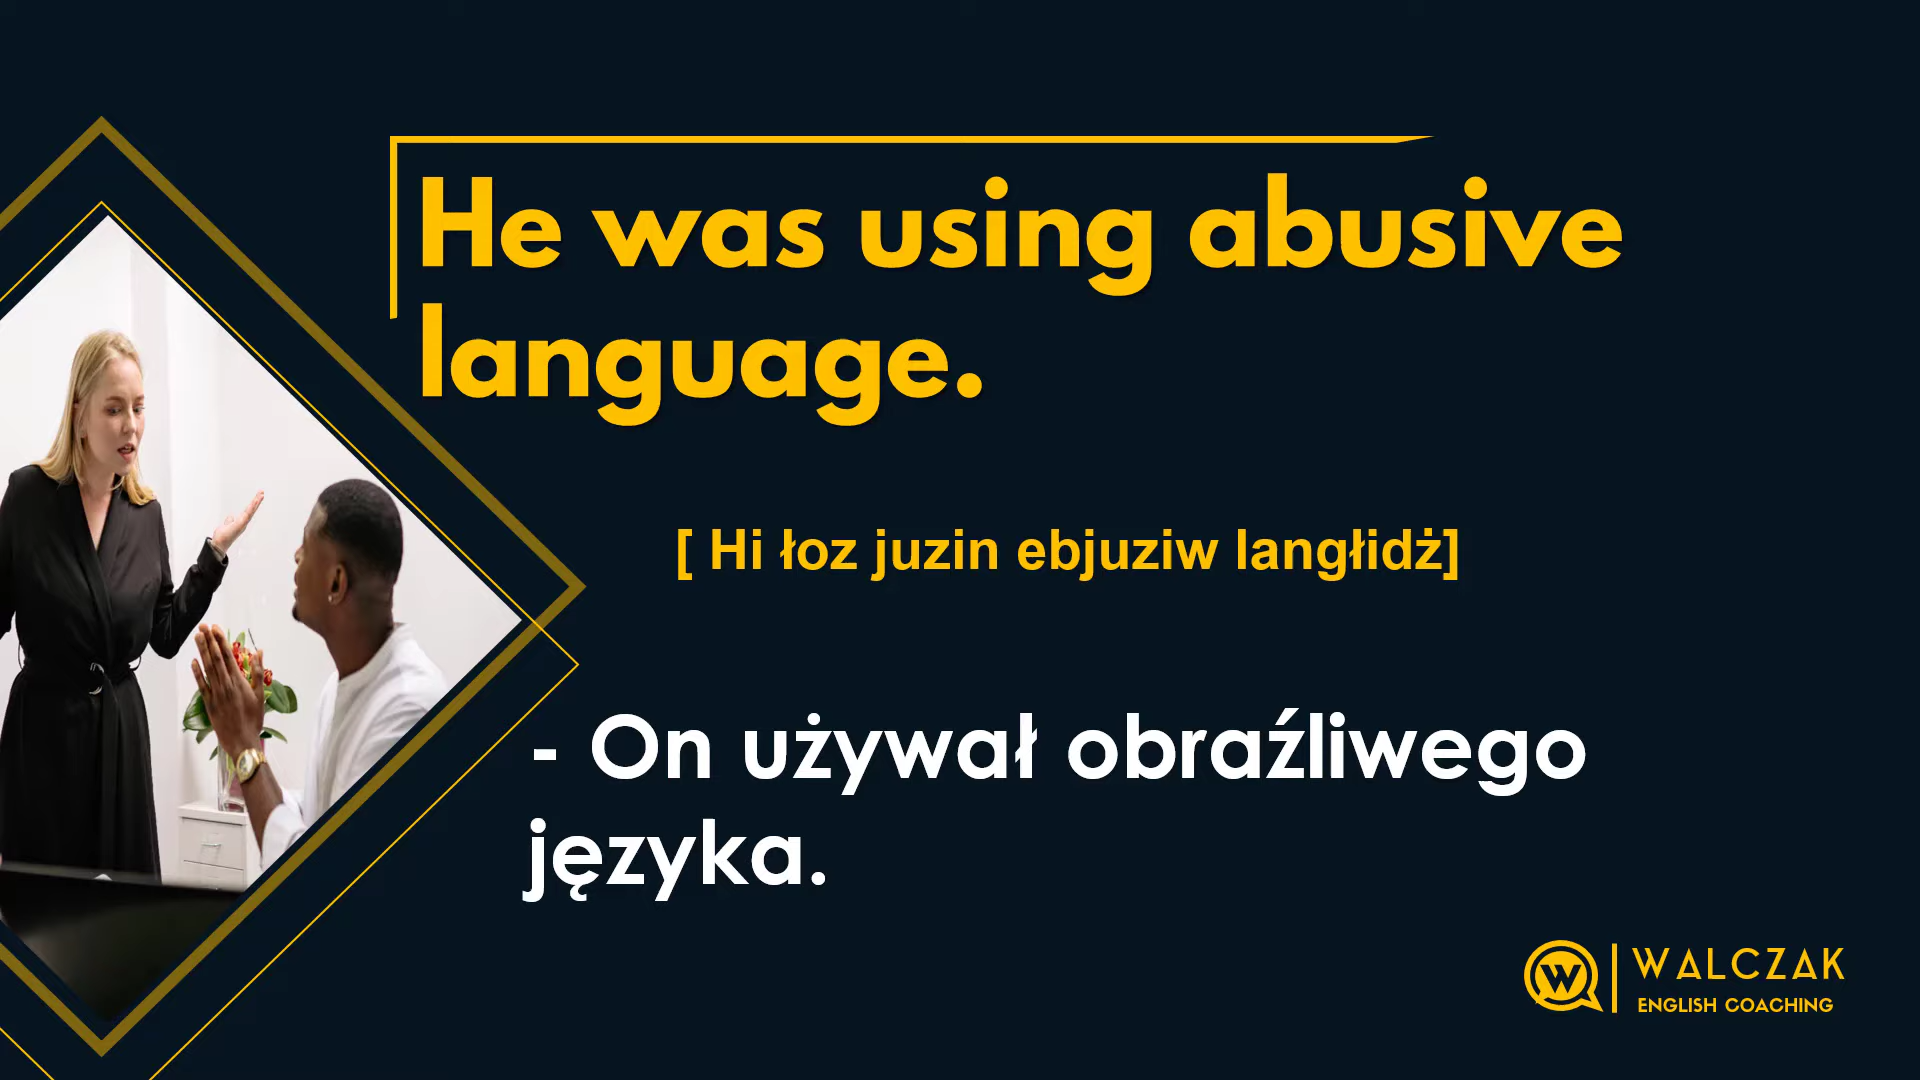 He was using abusive
language.
[ Hi łoz juzin ebjuziw langłidż]
- On używał obraźliwego
języka.
W
WALCZAK
ENGLISH COACHING